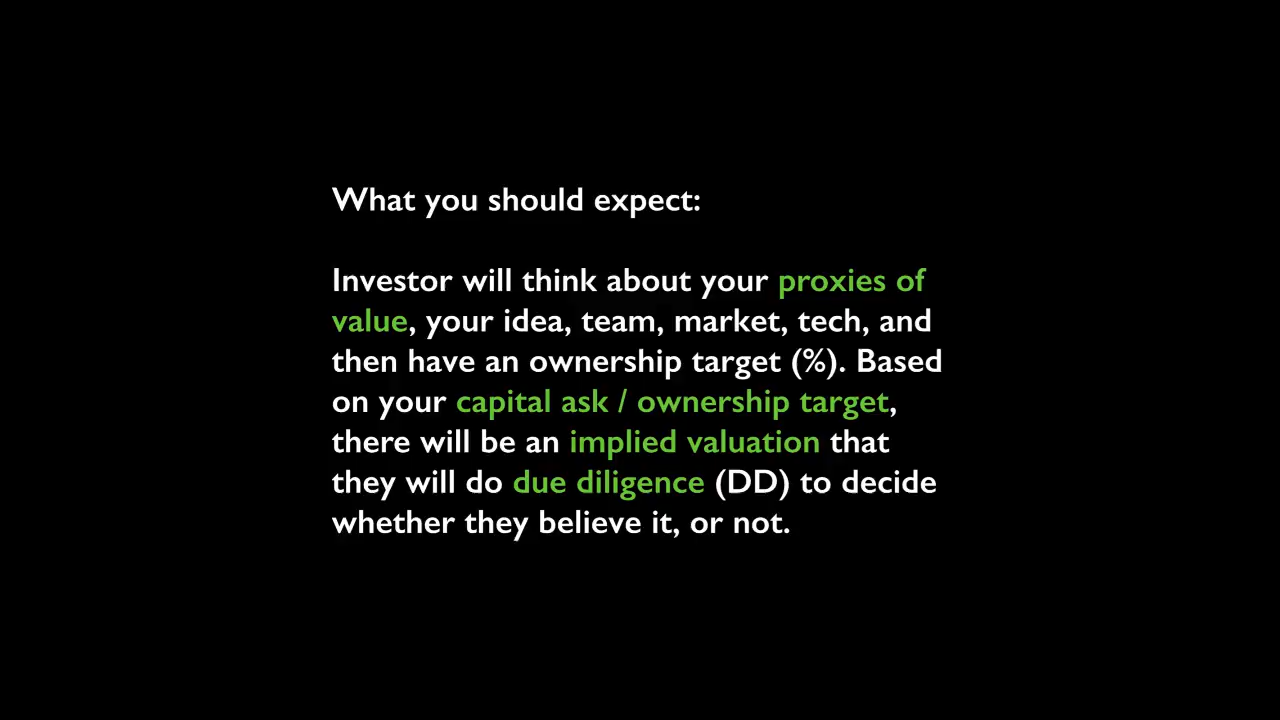 What you should expect:
Investor will think about your proxies of
value, your idea, team, market, tech, and
then have an ownership target (%). Based
on your capital ask / ownership target,
there will be an implied valuation that
they will do due diligence (DD) to decide
whether they believe it, or not.